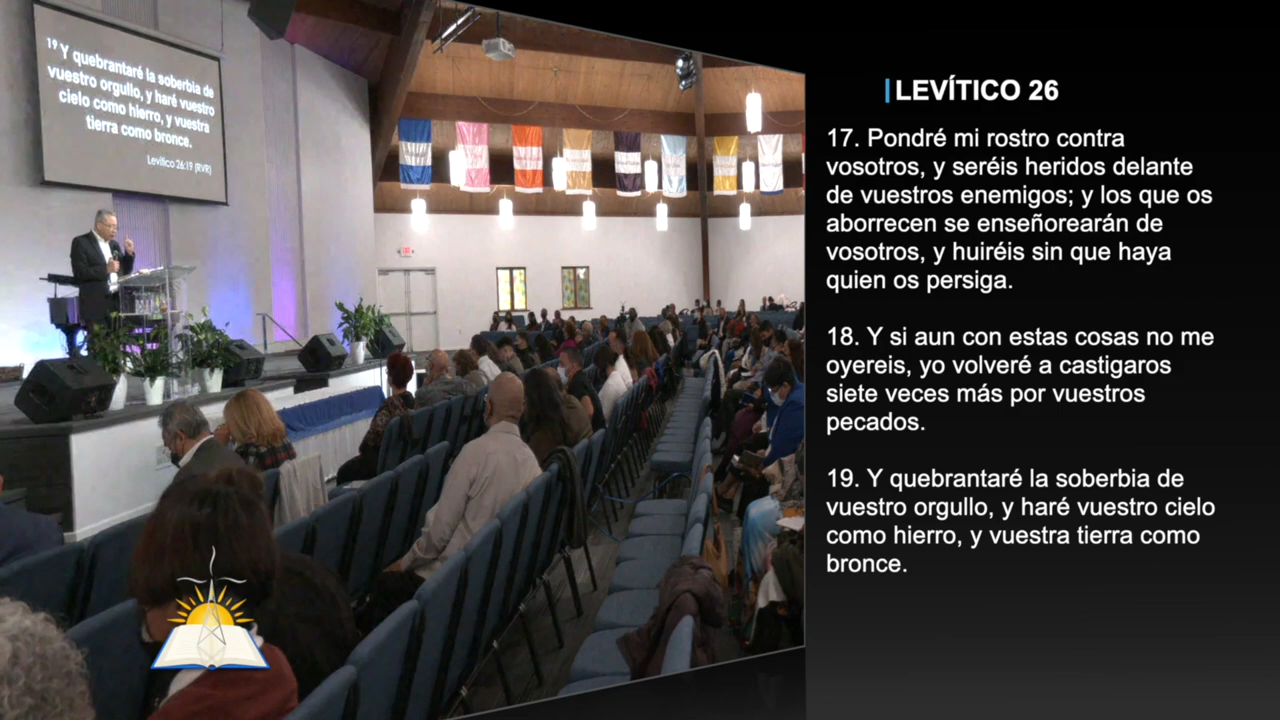 19 Y quebrantaré la soberbia de
vuestro orgullo, y haré vuestro
cielo como hierro, y vuestra
tierra como bronce.
Levítico 26:19 (RVR)
LEVÍTICO 26
17. Pondré mi rostro contra
vosotros, y seréis heridos delante
de vuestros enemigos; y los que os
aborrecen se enseñorearán de
vosotros, y huiréis sin que haya
quien os persiga.
18. Y si aun con estas cosas no me
oyereis, yo volveré a castigaros
siete veces más por vuestros
pecados.
19. Y quebrantaré la soberbia de
vuestro orgullo, y haré vuestro cielo
como hierro, y vuestra tierra como
bronce.